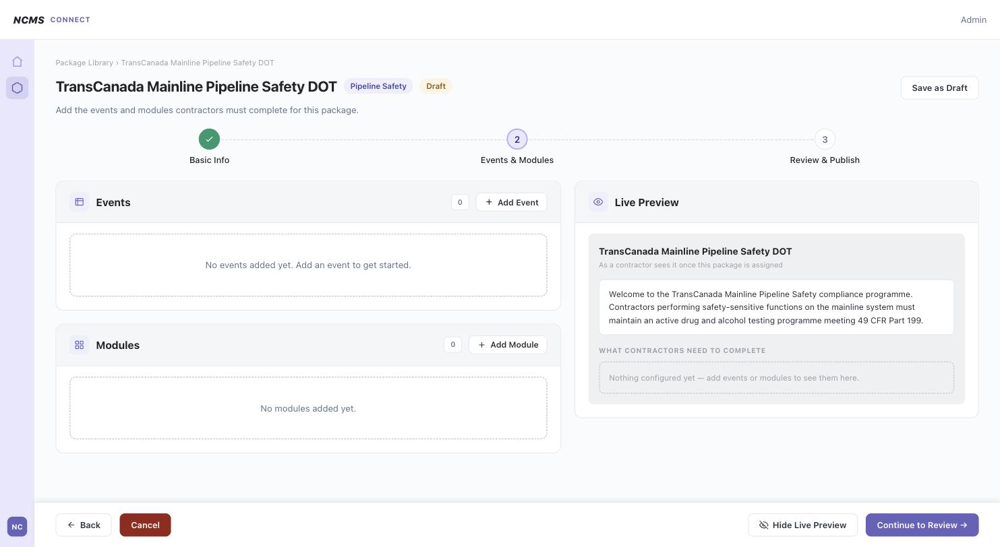 NCMS CONNECT
Admin
Package Library › TransCanada Mainline Pipeline Safety DOT
TransCanada Mainline Pipeline Safety DOT
Pipeline Safety
Draft
Save as Draft
Add the events and modules contractors must complete for this package.
2
3
Basic Info
Events & Modules
Review & Publish
Events
0
+ Add Event
No events added yet. Add an event to get started.
Modules
0
+ Add Module
No modules added yet.
Live Preview
TransCanada Mainline Pipeline Safety DOT
As a contractor sees it once this package is assigned
Welcome to the TransCanada Mainline Pipeline Safety compliance programme.
Contractors performing safety-sensitive functions on the mainline system must
maintain an active drug and alcohol testing programme meeting 49 CFR Part 199.
WHAT CONTRACTORS NEED TO COMPLETE
Nothing configured yet — add events or modules to see them here.
NC
← Back
Cancel
Hide Live Preview
Continue to Review →